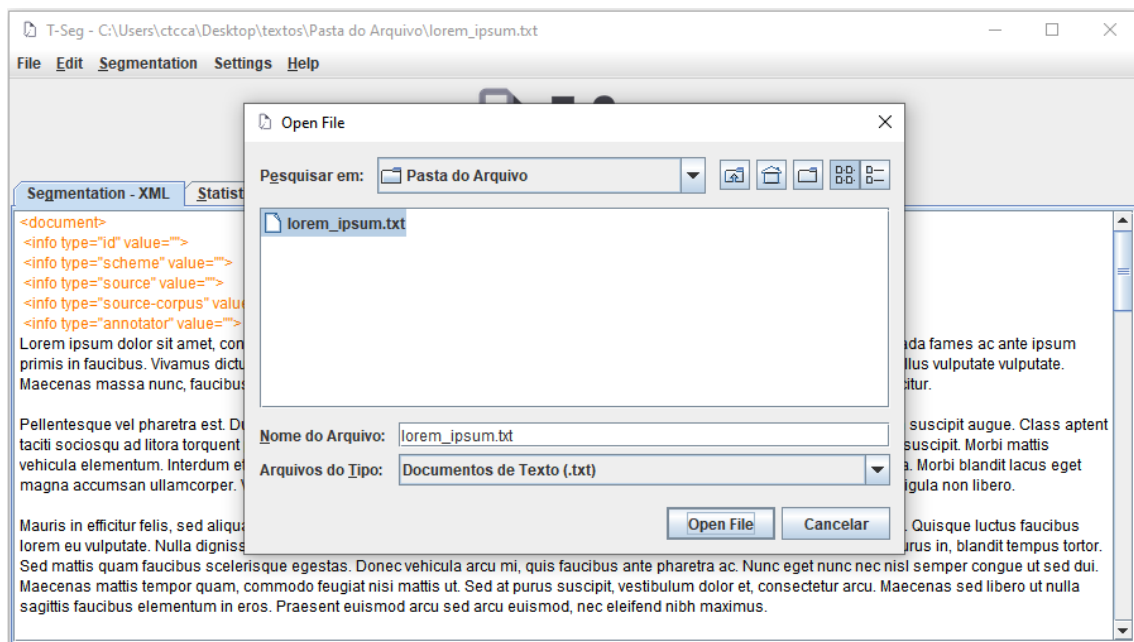 T-Seg - C:\Users\ctcca\Desktop\textos\Pasta do Arquivo\lorem_ipsum.txt
File Edit Segmentation Settings Help
Open File
Pesquisar em: Pasta do Arquivo
Segmentation - XML Statist
lorem_ipsum.txt
<document>
<info type="id" value="">
<info type="scheme" value="">
<info type="source" value="">
<info type="source-corpus" valu
<info type="annotator" value="">
Lorem ipsum dolor sit amet, con ada fames ac ante ipsum
primis in faucibus. Vivamus dictu llus vulputate vulputate.
Maecenas massa nunc, faucibus citur.
Pellentesque vel pharetra est. Du suscipit augue. Class aptent
taciti sociosqu ad litora torquent suscipit. Morbi mattis
vehicula elementum. Interdum et a. Morbi blandit lacus eget
magna accumsan ullamcorper. V igula non libero.
Nome do Arquivo: lorem_ipsum.txt
Arquivos do Tipo: Documentos de Texto (.txt)
Open File Cancelar
Mauris in efficitur felis, sed aliqua . Quisque luctus faucibus
lorem eu vulputate. Nulla digniss urus in, blandit tempus tortor.
Sed mattis quam faucibus scelerisque egestas. Donec vehicula arcu mi, quis faucibus ante pharetra ac. Nunc eget nunc nec nisl semper congue ut sed dui.
Maecenas mattis tempor quam, commodo feugiat nisi mattis ut. Sed at purus suscipit, vestibulum dolor et, consectetur arcu. Maecenas sed libero ut nulla
sagittis faucibus elementum in eros. Praesent euismod arcu sed arcu euismod, nec eleifend nibh maximus.